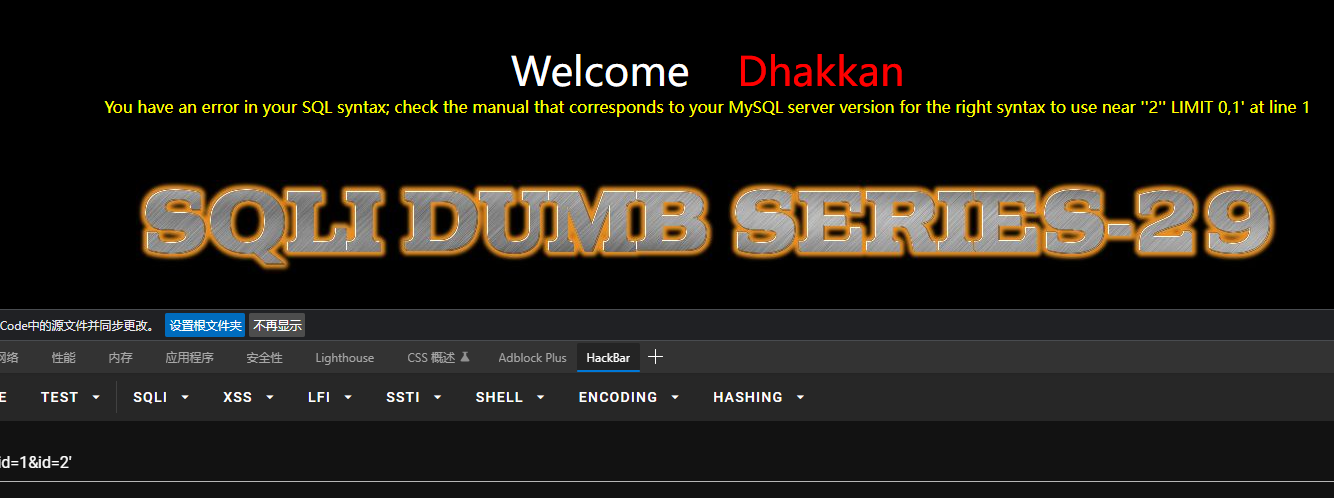 Welcome Dhakkan
You have an error in your SQL syntax; check the manual that corresponds to your MySQL server version for the right syntax to use near ''2'' LIMIT 0,1' at line 1
SQLI DUMB SERIES-29
Code中的源文件并同步更改。 设置根文件夹 不再显示
网络 性能 内存 应用程序 安全性 Lighthouse CSS 概述 Adblock Plus HackBar
E TEST SQLI XSS LFI SSTI SHELL ENCODING HASHING
id=1&id=2'